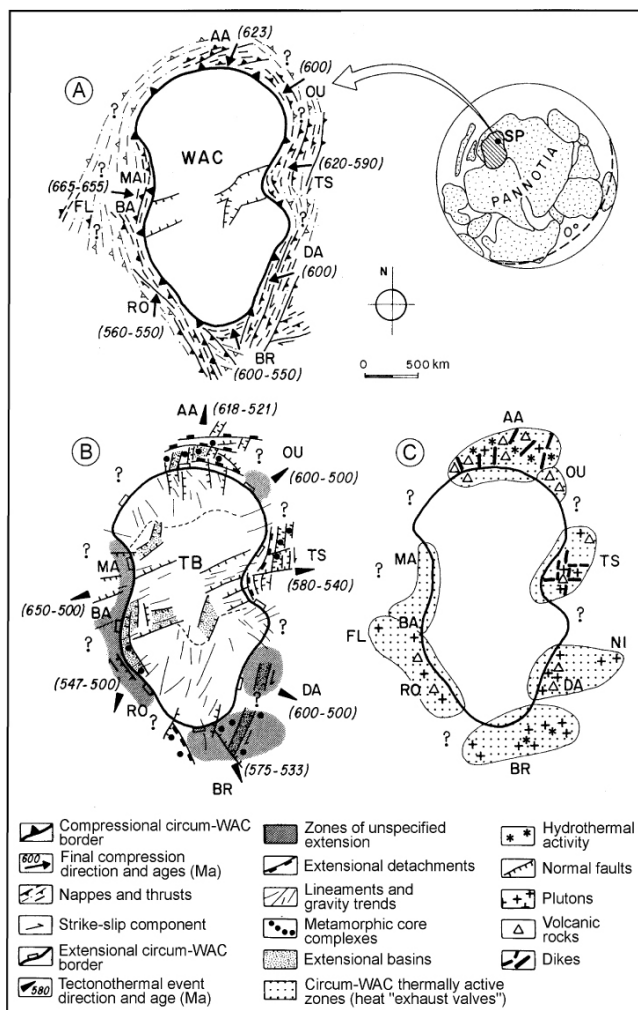 AA (623)
(600)
OU
A
?
WAC
SP
PANNOTIA
0°
?
?
MAI
(665-655)
BA
FL
?
(620-590)
TS
DA
(600)
N
RO
(560-550)
BR
(600-550)
0 500 km
AA (618-521)
B
?
?
OU
(600-500)
?
?
MA
TB
TS
(580-540)
(650-500)
BA
?
?
(547-500)
RO
?
?
DA
(600-500)
(575-533)
BR
C
AA
OU
?
?
MA
TS
?
?
FL
BA
NI
RO
DA
?
BR
Compressional circum-WAC
border
600 Final compression
direction and ages (Ma)
Nappes and thrusts
Strike-slip component
Extensional circum-WAC
border
580 Tectonothermal event
direction and age (Ma)
Zones of unspecified
extension
Extensional detachments
Lineaments and
gravity trends
Metamorphic core
complexes
Extensional basins
Circum-WAC thermally active
zones (heat "exhaust valves")
Hydrothermal
activity
Normal faults
Plutons
Volcanic
rocks
Dikes